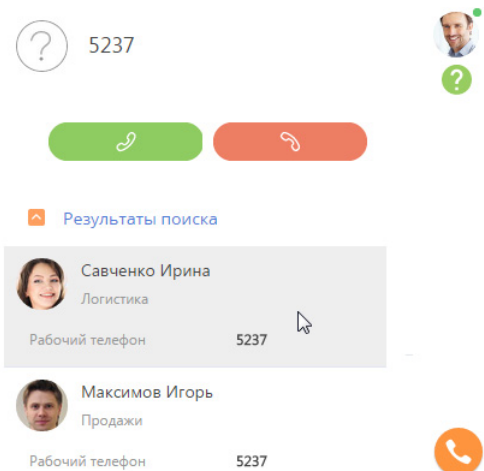 5237
Результаты поиска
Савченко Ирина
Логистика
Рабочий телефон 5237
Максимов Игорь
Продажи
Рабочий телефон 5237